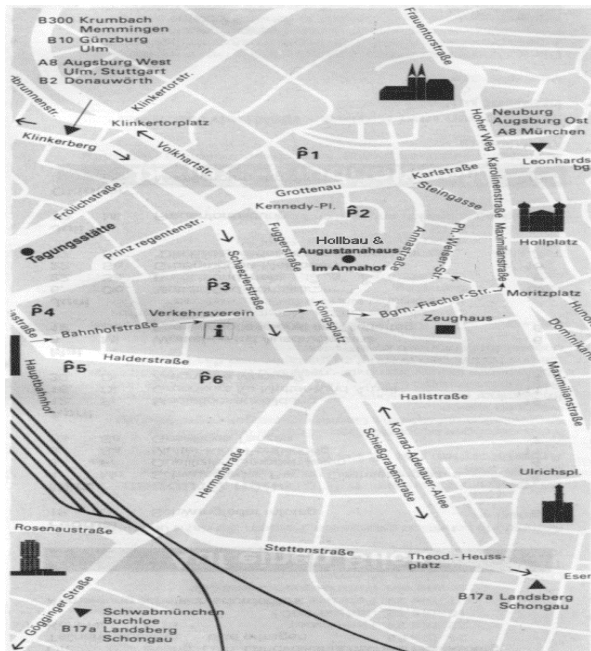 B300 Krumbach
Memmingen
B10 Günzburg
Ulm
A8 Augsburg West
Ulm, Stuttgart
B2 Donauwörth
Frauentorstraße
Klinkertorstr.
Klinkertorplatz
Klinkerberg
Volkhartstr.
P1
Hoher Weg
Neuburg
Augsburg Ost
A8 München
Leonhards
bg.
Karlstraße
Karolinenstraße
Steingasse
Grottenau
Kennedy-Pl.
P2
Frölichstraße
Prinzregentenstr.
Tagungsstätte
Fuggerstraße
Hollbau &
Augustanahaus
Im Annahof
Annastraße
Ph.-Welser-Str.
Maximilianstraße
Hollplatz
P3
Schaezlerstraße
P4
Bahnhofstraße
Verkehrsverein
i
Königsplatz
Bgm.-Fischer-Str.
Moritzplatz
Zeughaus
Halderstraße
P5
P6
Hauptbahnhof
Hallstraße
Maximilianstraße
Hermanstraße
Schießgrabenstraße
Konrad-Adenauer-Allee
Ulrichspl.
Rosenaustraße
Stettenstraße
Theod.-Heuss-
platz
B17a Landsberg
Schongau
Gögginger Straße
Schwabmünchen
Buchloe
B17a Landsberg
Schongau